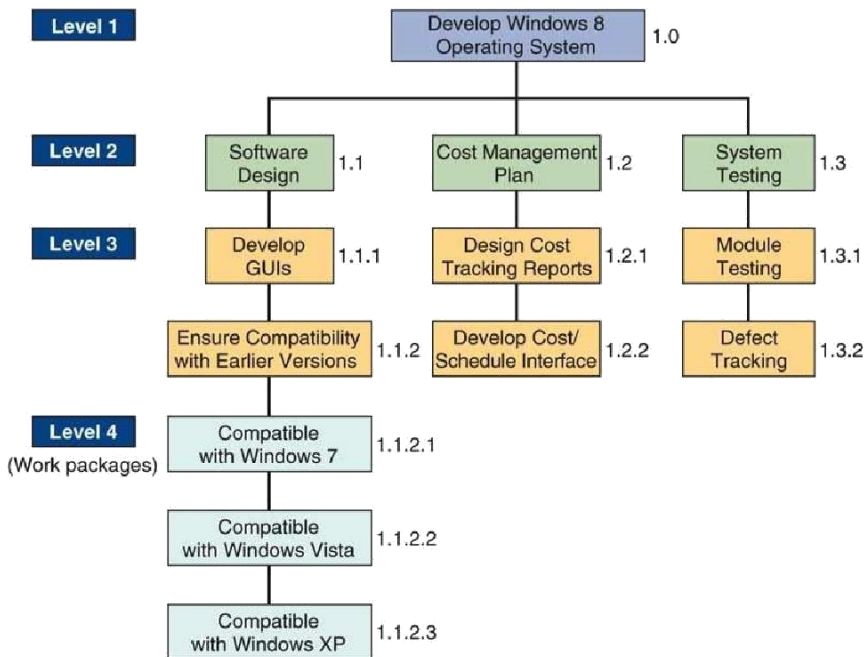 Level 1
Develop Windows 8
Operating System
1.0
Level 2
Software
Design
1.1
Cost Management
Plan
1.2
System
Testing
1.3
Level 3
Develop
GUIs
1.1.1
Design Cost
Tracking Reports
1.2.1
Module
Testing
1.3.1
Ensure Compatibility
with Earlier Versions
1.1.2
Develop Cost/
Schedule Interface
1.2.2
Defect
Tracking
1.3.2
Level 4
(Work packages)
Compatible
with Windows 7
1.1.2.1
Compatible
with Windows Vista
1.1.2.2
Compatible
with Windows XP
1.1.2.3